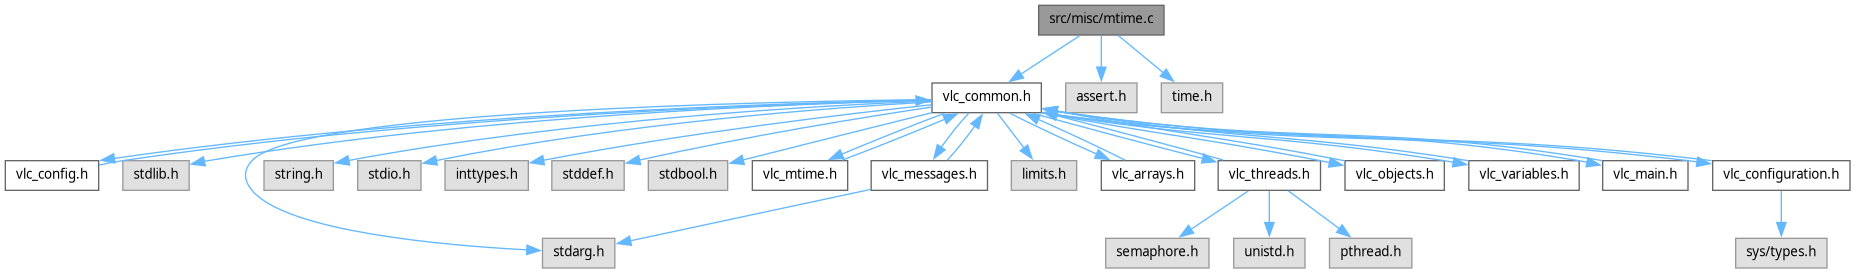 src/misc/mtime.c
vlc_common.h
assert.h
time.h
vlc_config.h
stdlib.h
string.h
stdio.h
inttypes.h
stddef.h
stdbool.h
vlc_mtime.h
vlc_messages.h
limits.h
vlc_arrays.h
vlc_threads.h
vlc_objects.h
vlc_variables.h
vlc_main.h
vlc_configuration.h
stdarg.h
semaphore.h
unistd.h
pthread.h
sys/types.h